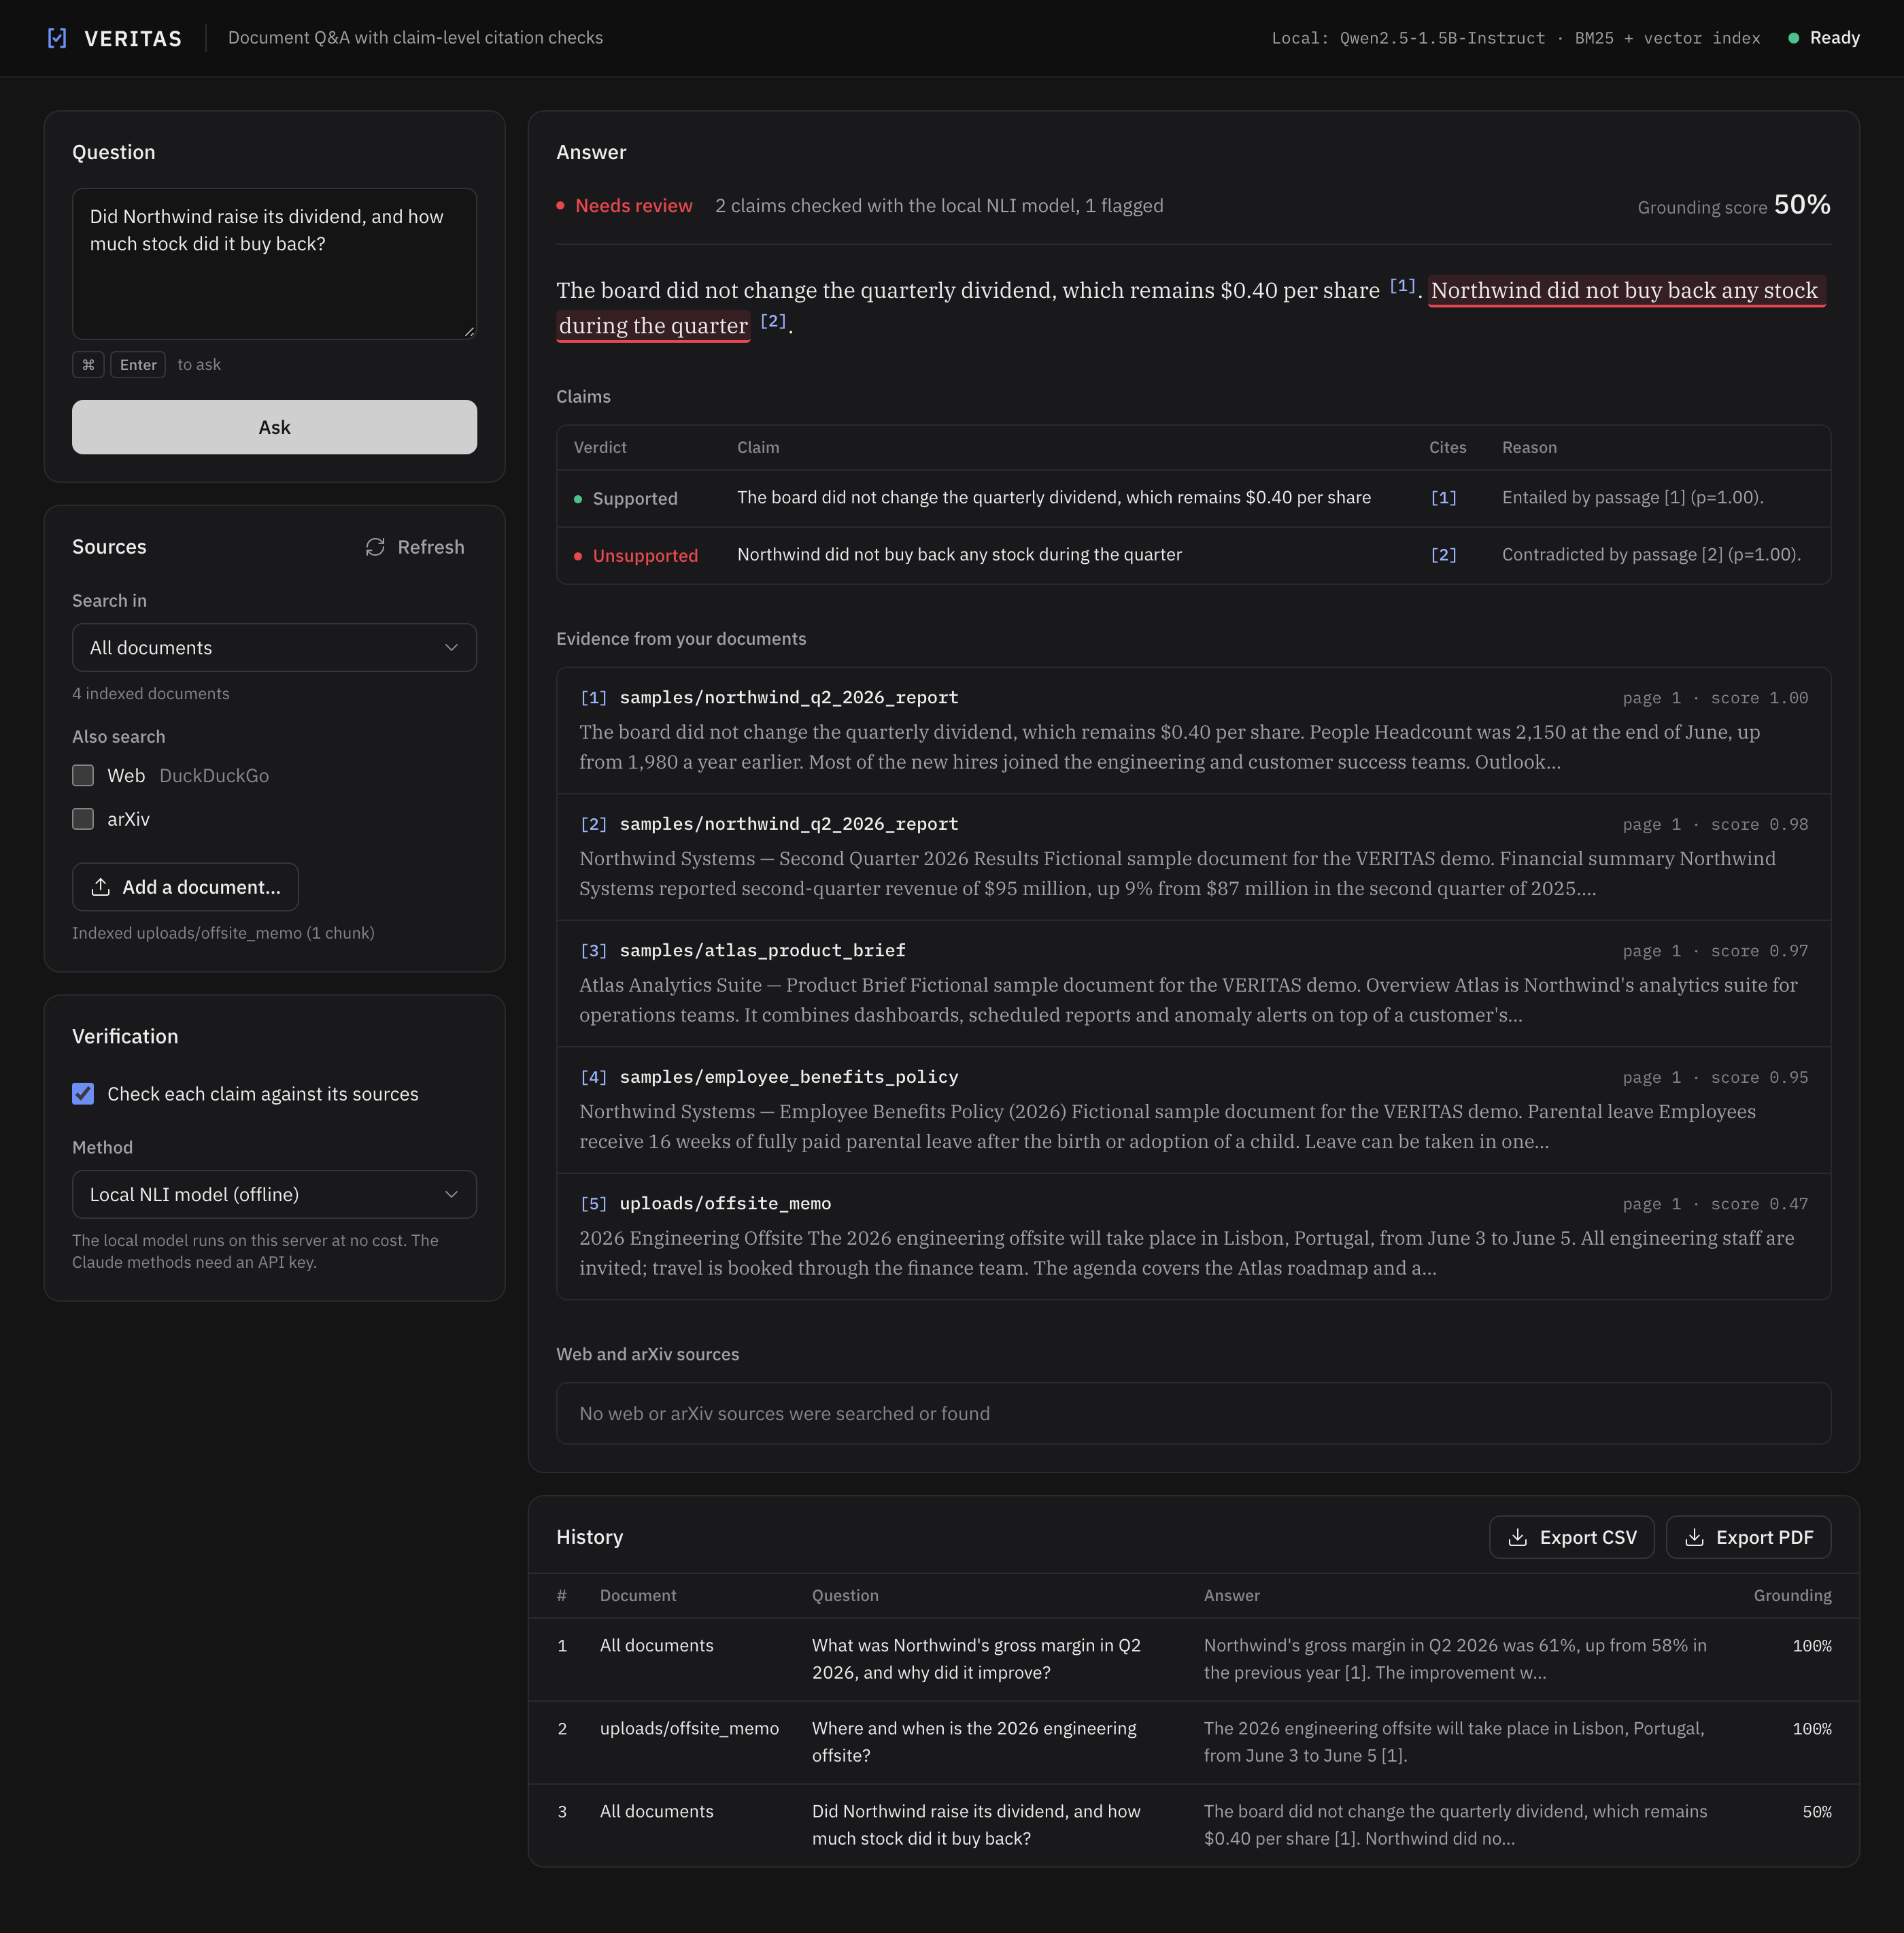 VERITAS
Document Q&A with claim-level citation checks
Local: Qwen2.5-1.5B-Instruct · BM25 + vector index
Ready
Question
Did Northwind raise its dividend, and how
much stock did it buy back?
⌘ Enter to ask
Ask
Sources
Refresh
Search in
All documents
4 indexed documents
Also search
Web DuckDuckGo
arXiv
Add a document...
Indexed uploads/offsite_memo (1 chunk)
Verification
Check each claim against its sources
Method
Local NLI model (offline)
The local model runs on this server at no cost. The
Claude methods need an API key.
Answer
Needs review 2 claims checked with the local NLI model, 1 flagged
Grounding score 50%
The board did not change the quarterly dividend, which remains $0.40 per share [1]. Northwind did not buy back any stock
during the quarter [2].
Claims
Verdict Claim Cites Reason
Supported The board did not change the quarterly dividend, which remains $0.40 per share [1] Entailed by passage [1] (p=1.00).
Unsupported Northwind did not buy back any stock during the quarter [2] Contradicted by passage [2] (p=1.00).
Evidence from your documents
[1] samples/northwind_q2_2026_report page 1 · score 1.00
The board did not change the quarterly dividend, which remains $0.40 per share. People Headcount was 2,150 at the end of June, up
from 1,980 a year earlier. Most of the new hires joined the engineering and customer success teams. Outlook...
[2] samples/northwind_q2_2026_report page 1 · score 0.98
Northwind Systems — Second Quarter 2026 Results Fictional sample document for the VERITAS demo. Financial summary Northwind
Systems reported second-quarter revenue of $95 million, up 9% from $87 million in the second quarter of 2025....
[3] samples/atlas_product_brief page 1 · score 0.97
Atlas Analytics Suite — Product Brief Fictional sample document for the VERITAS demo. Overview Atlas is Northwind's analytics suite for
operations teams. It combines dashboards, scheduled reports and anomaly alerts on top of a customer's...
[4] samples/employee_benefits_policy page 1 · score 0.95
Northwind Systems — Employee Benefits Policy (2026) Fictional sample document for the VERITAS demo. Parental leave Employees
receive 16 weeks of fully paid parental leave after the birth or adoption of a child. Leave can be taken in one...
[5] uploads/offsite_memo page 1 · score 0.47
2026 Engineering Offsite The 2026 engineering offsite will take place in Lisbon, Portugal, from June 3 to June 5. All engineering staff are
invited; travel is booked through the finance team. The agenda covers the Atlas roadmap and a...
Web and arXiv sources
No web or arXiv sources were searched or found
History
Export CSV
Export PDF
# Document Question Answer Grounding
1 All documents What was Northwind's gross margin in Q2 Northwind's gross margin in Q2 2026 was 61%, up from 58% in 100%
2026, and why did it improve? the previous year [1]. The improvement w...
2 uploads/offsite_memo Where and when is the 2026 engineering The 2026 engineering offsite will take place in Lisbon, Portugal, 100%
offsite? from June 3 to June 5 [1].
3 All documents Did Northwind raise its dividend, and how The board did not change the quarterly dividend, which remains 50%
much stock did it buy back? $0.40 per share [1]. Northwind did no...